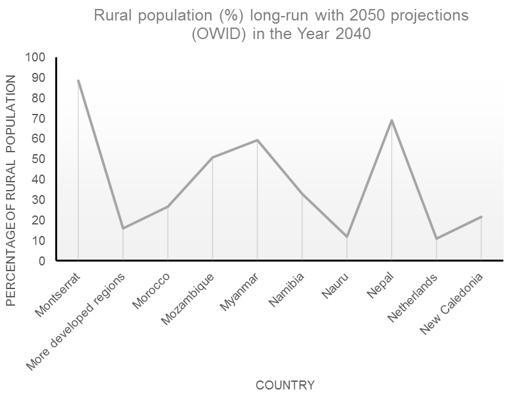 Rural population (%) long-run with 2050 projections
(OWID) in the Year 2040
PERCENTAGE OF RURAL POPULATION
100
90
80
70
60
50
40
30
20
10
0
Montserrat
More developed regions
Morocco
Mozambique
Myanmar
Namibia
Nauru
Nepal
Netherlands
New Caledonia
COUNTRY